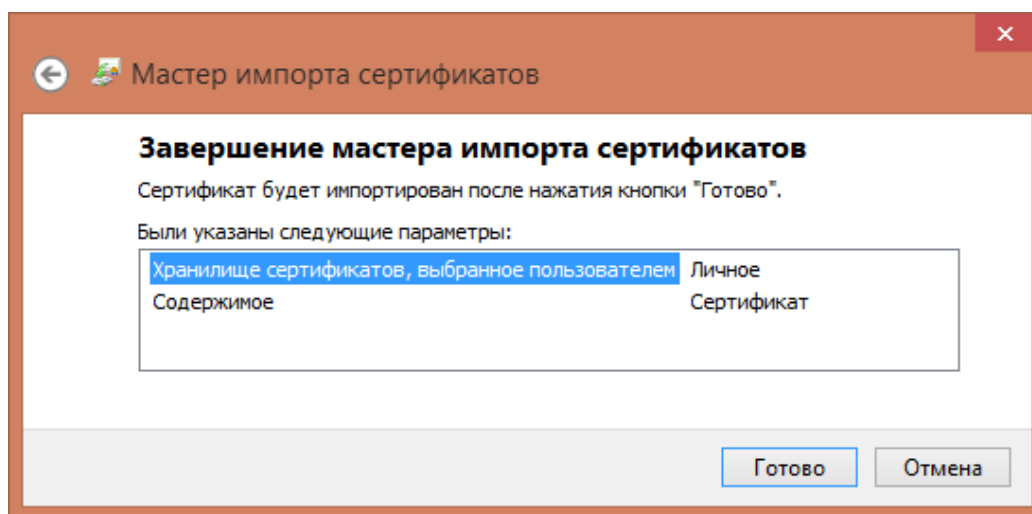 Мастер импорта сертификатов
Завершение мастера импорта сертификатов
Сертификат будет импортирован после нажатия кнопки "Готово".
Были указаны следующие параметры:
Хранилище сертификатов, выбранное пользователем Личное
Содержимое Сертификат
Готово Отмена